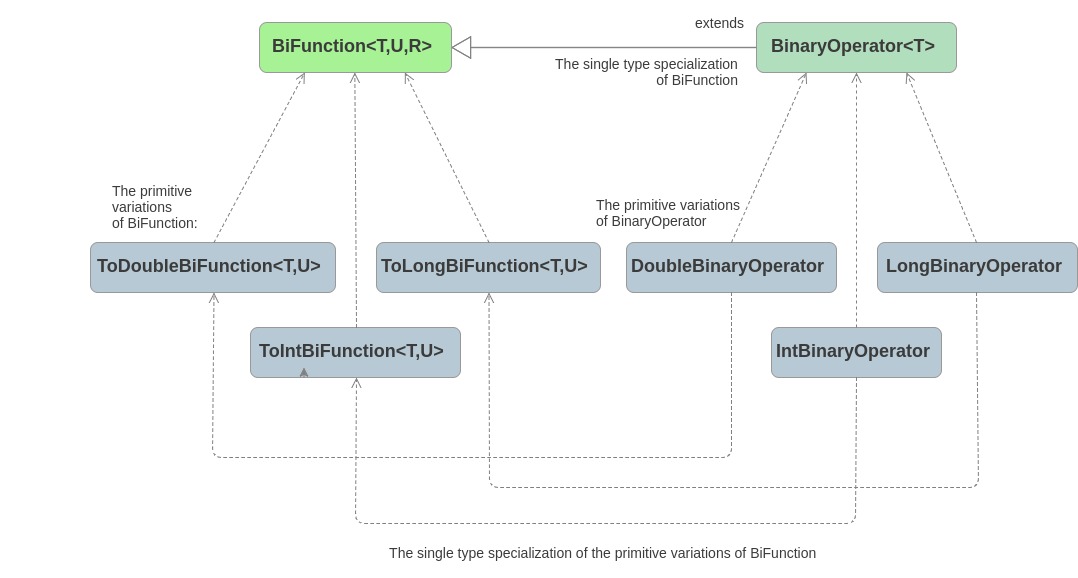 extends
BiFunction<T,U,R>
BinaryOperator<T>
The single type specialization
of BiFunction
The primitive
variations
of BiFunction:
The primitive variations
of BinaryOperator
ToDoubleBiFunction<T,U>
ToLongBiFunction<T,U>
DoubleBinaryOperator
LongBinaryOperator
ToIntBiFunction<T,U>
IntBinaryOperator
The single type specialization of the primitive variations of BiFunction